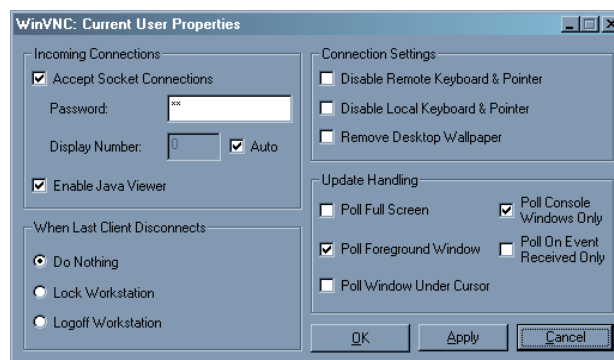 WinVNC: Current User Properties
Incoming Connections
Accept Socket Connections
Password: **
Display Number: 0 Auto
Enable Java Viewer
When Last Client Disconnects
Do Nothing
Lock Workstation
Logoff Workstation
Connection Settings
Disable Remote Keyboard & Pointer
Disable Local Keyboard & Pointer
Remove Desktop Wallpaper
Update Handling
Poll Full Screen
Poll Console
Windows Only
Poll Foreground Window
Poll On Event
Received Only
Poll Window Under Cursor
OK Apply Cancel